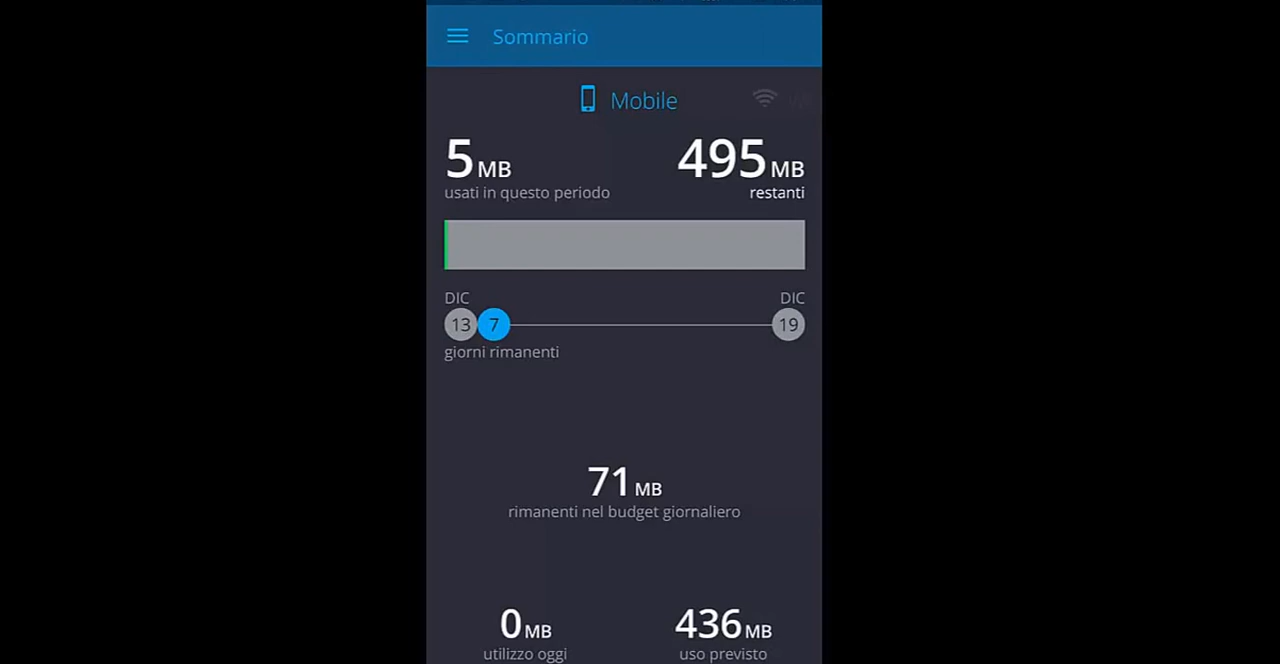 Sommario
Mobile
5 MB
495 MB
usati in questo periodo
restanti
DIC
DIC
13 7
19
giorni rimanenti
71 MB
rimanenti nel budget giornaliero
0 MB
436 MB
utilizzo oggi
uso previsto